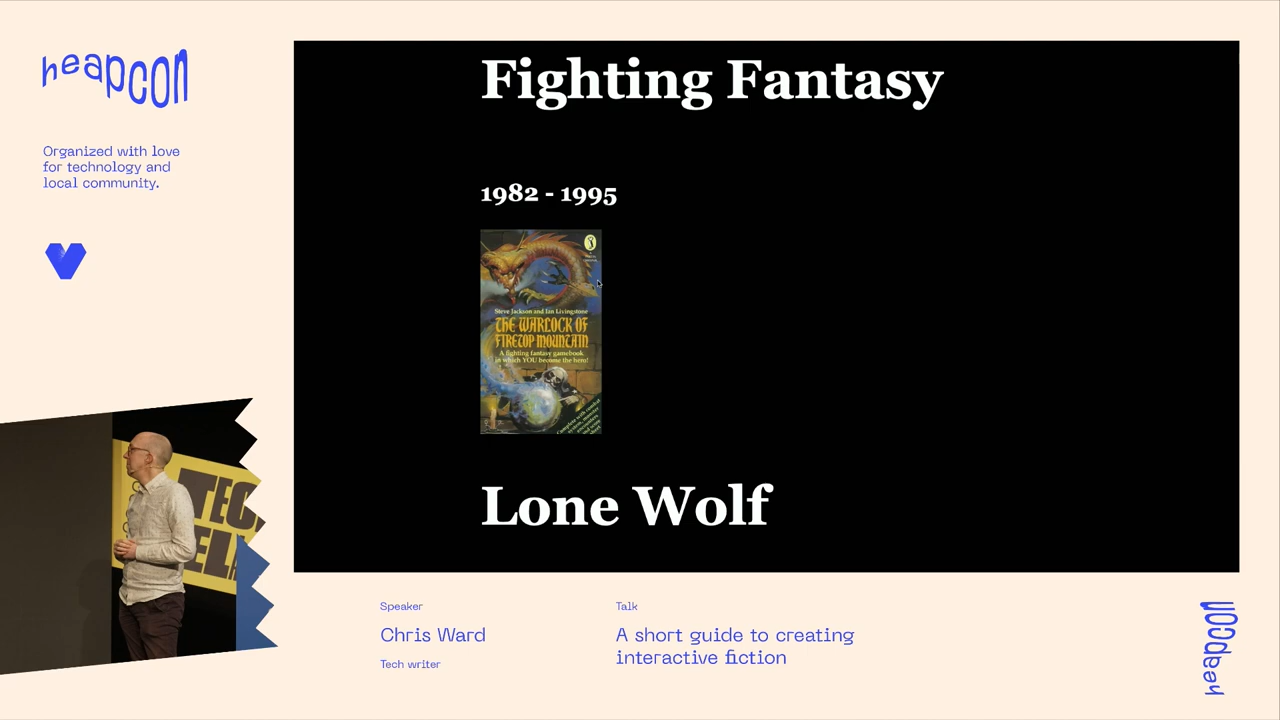 heapcon
Organized with love
for technology and
local community.
Fighting Fantasy
1982 - 1995
Steve Jackson and Ian Livingstone
THE WARLOCK OF
FIRETOP MOUNTAIN
A fighting fantasy gamebook
in which YOU become the hero!
Lone Wolf
Speaker
Chris Ward
Tech writer
Talk
A short guide to creating
interactive fiction
heapcon